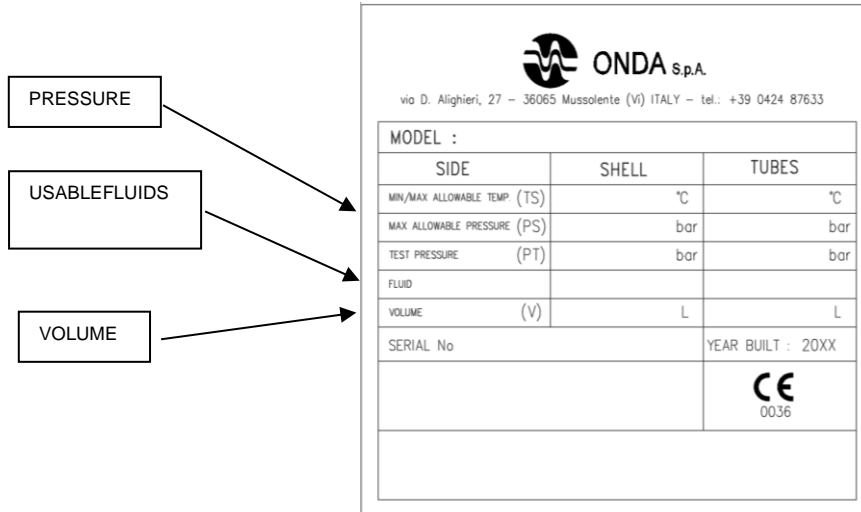 PRESSURE
USABLEFLUIDS
VOLUME
ONDA S.p.A.
via D. Alighieri, 27 – 36065 Mussolente (Vi) ITALY – tel.: +39 0424 87633
MODEL :
SIDE SHELL TUBES
MIN/MAX ALLOWABLE TEMP. (TS) °C °C
MAX ALLOWABLE PRESSURE (PS) bar bar
TEST PRESSURE (PT) bar bar
FLUID
VOLUME (V) L L
SERIAL No YEAR BUILT : 20XX
CE
0036